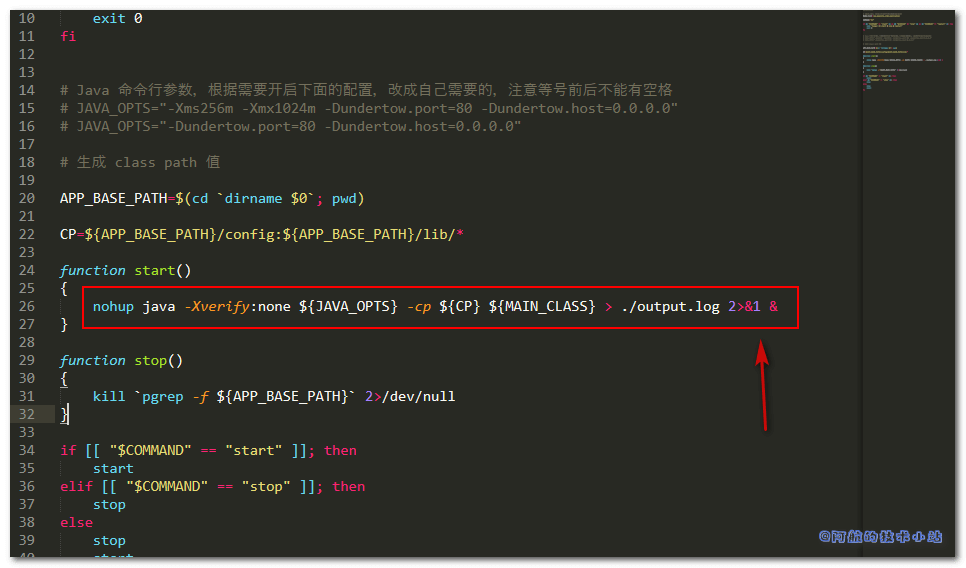 10 exit 0
11 fi
12
13
14 # Java 命令行参数, 根据需要开启下面的配置, 改成自己需要的, 注意等号前后不能有空格
15 # JAVA_OPTS="-Xms256m -Xmx1024m -Dundertow.port=80 -Dundertow.host=0.0.0.0"
16 # JAVA_OPTS="-Dundertow.port=80 -Dundertow.host=0.0.0.0"
17
18 # 生成 class path 值
19
20 APP_BASE_PATH=$(cd `dirname $0`; pwd)
21
22 CP=${APP_BASE_PATH}/config:${APP_BASE_PATH}/lib/*
23
24 function start()
25 {
26 nohup java -Xverify:none ${JAVA_OPTS} -cp ${CP} ${MAIN_CLASS} > ./output.log 2>&1 &
27 }
28
29 function stop()
30 {
31 kill `pgrep -f ${APP_BASE_PATH}` 2>/dev/null
32 }
33
34 if [[ "$COMMAND" == "start" ]]; then
35 start
36 elif [[ "$COMMAND" == "stop" ]]; then
37 stop
38 else
39 stop
40 start
@阿航的技术小站